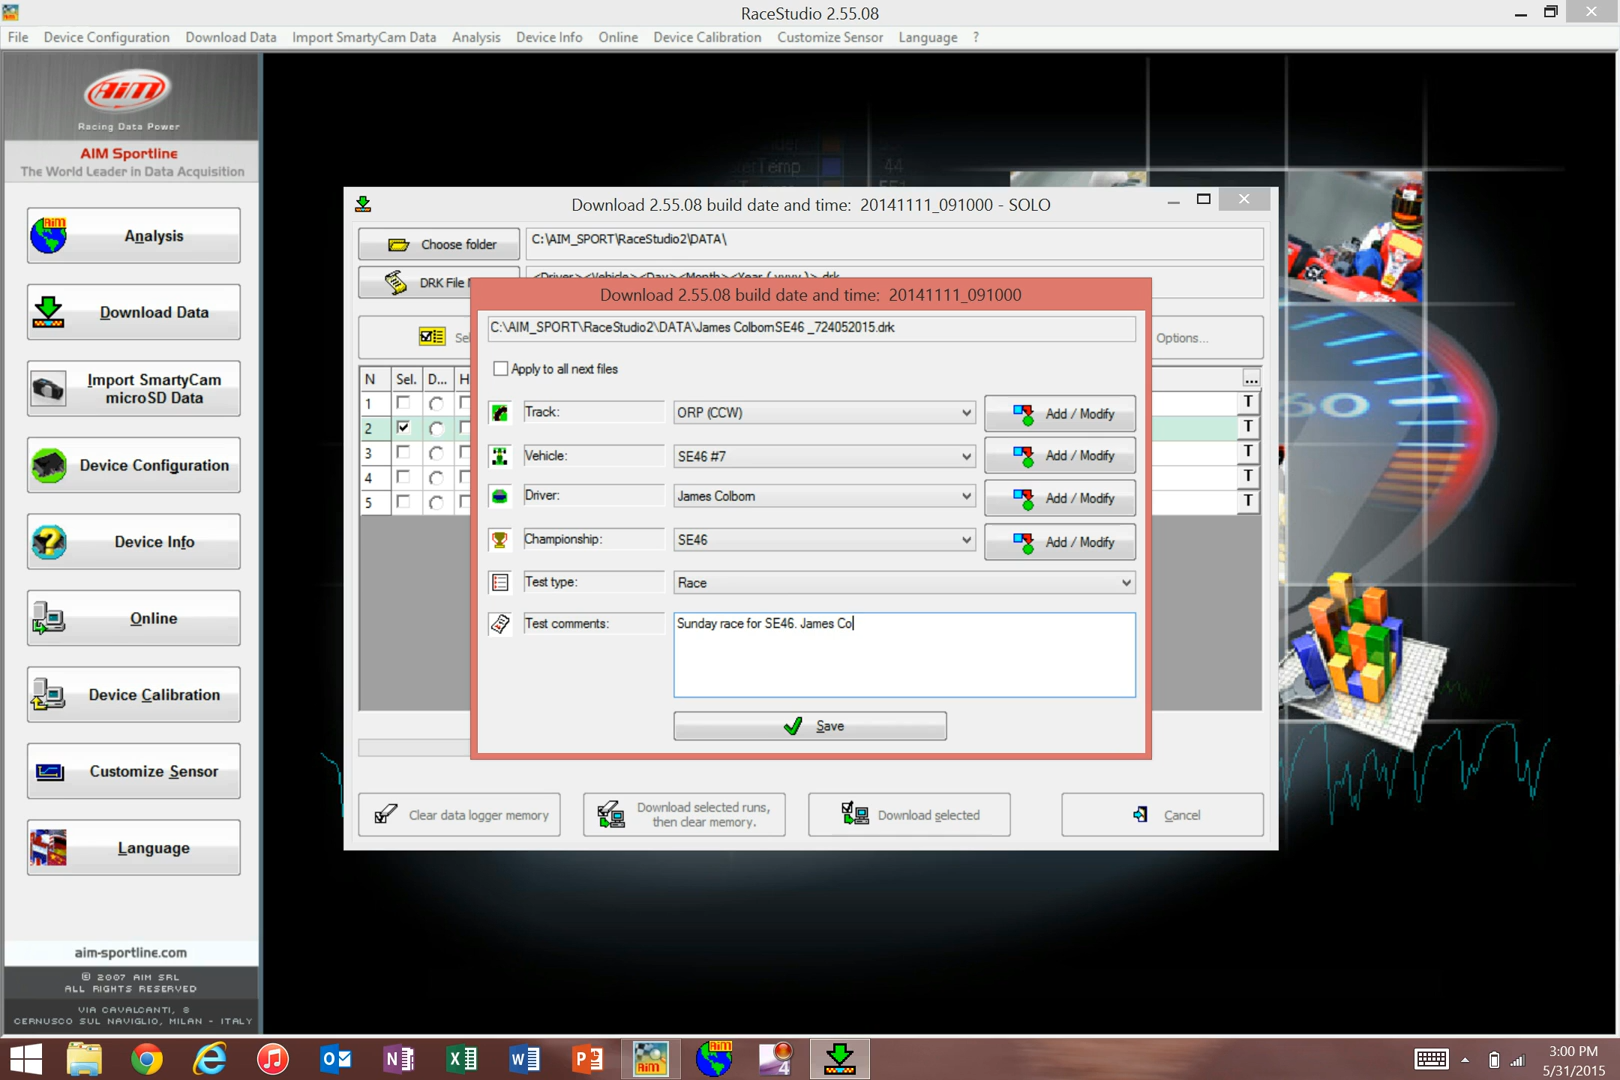 RaceStudio 2.55.08
File Device Configuration Download Data Import SmartyCam Data Analysis Device Info Online Device Calibration Customize Sensor Language ?
AiM
Racing Data Power
AIM Sportline
The World Leader in Data Acquisition
Analysis
Download Data
Import SmartyCam
microSD Data
Device Configuration
Device Info
Online
Device Calibration
Customize Sensor
Language
aim-sportline.com
© 2007 AIM SRL
ALL RIGHTS RESERVED
VIA CAVALCANTI, 8
CERNUSCO SUL NAVIGLIO, MILAN - ITALY
44
60
Download 2.55.08 build date and time: 20141111_091000 - SOLO
Choose folder C:\AIM_SPORT\RaceStudio2\DATA\
DRK File
Options...
N Sel. D... H ...
1 T
2 T
3 T
4 T
5 T
Download 2.55.08 build date and time: 20141111_091000
C:\AIM_SPORT\RaceStudio2\DATA\James ColbornSE46 _724052015.drk
Apply to all next files
Track: ORP (CCW) Add / Modify
Vehicle: SE46 #7 Add / Modify
Driver: James Colborn Add / Modify
Championship: SE46 Add / Modify
Test type: Race
Test comments: Sunday race for SE46. James Co
Save
Clear data logger memory
Download selected runs,
then clear memory.
Download selected
Cancel
3:00 PM
5/31/2015